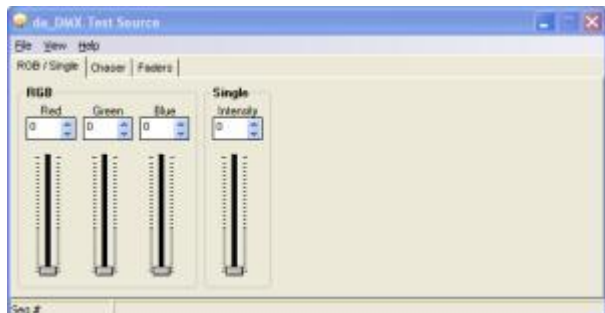 da_DMX Test Source
File View Help
RGB / Single Chaser Faders
RGB Single
Red Green Blue Intensity
0 0 0 0
Seq #